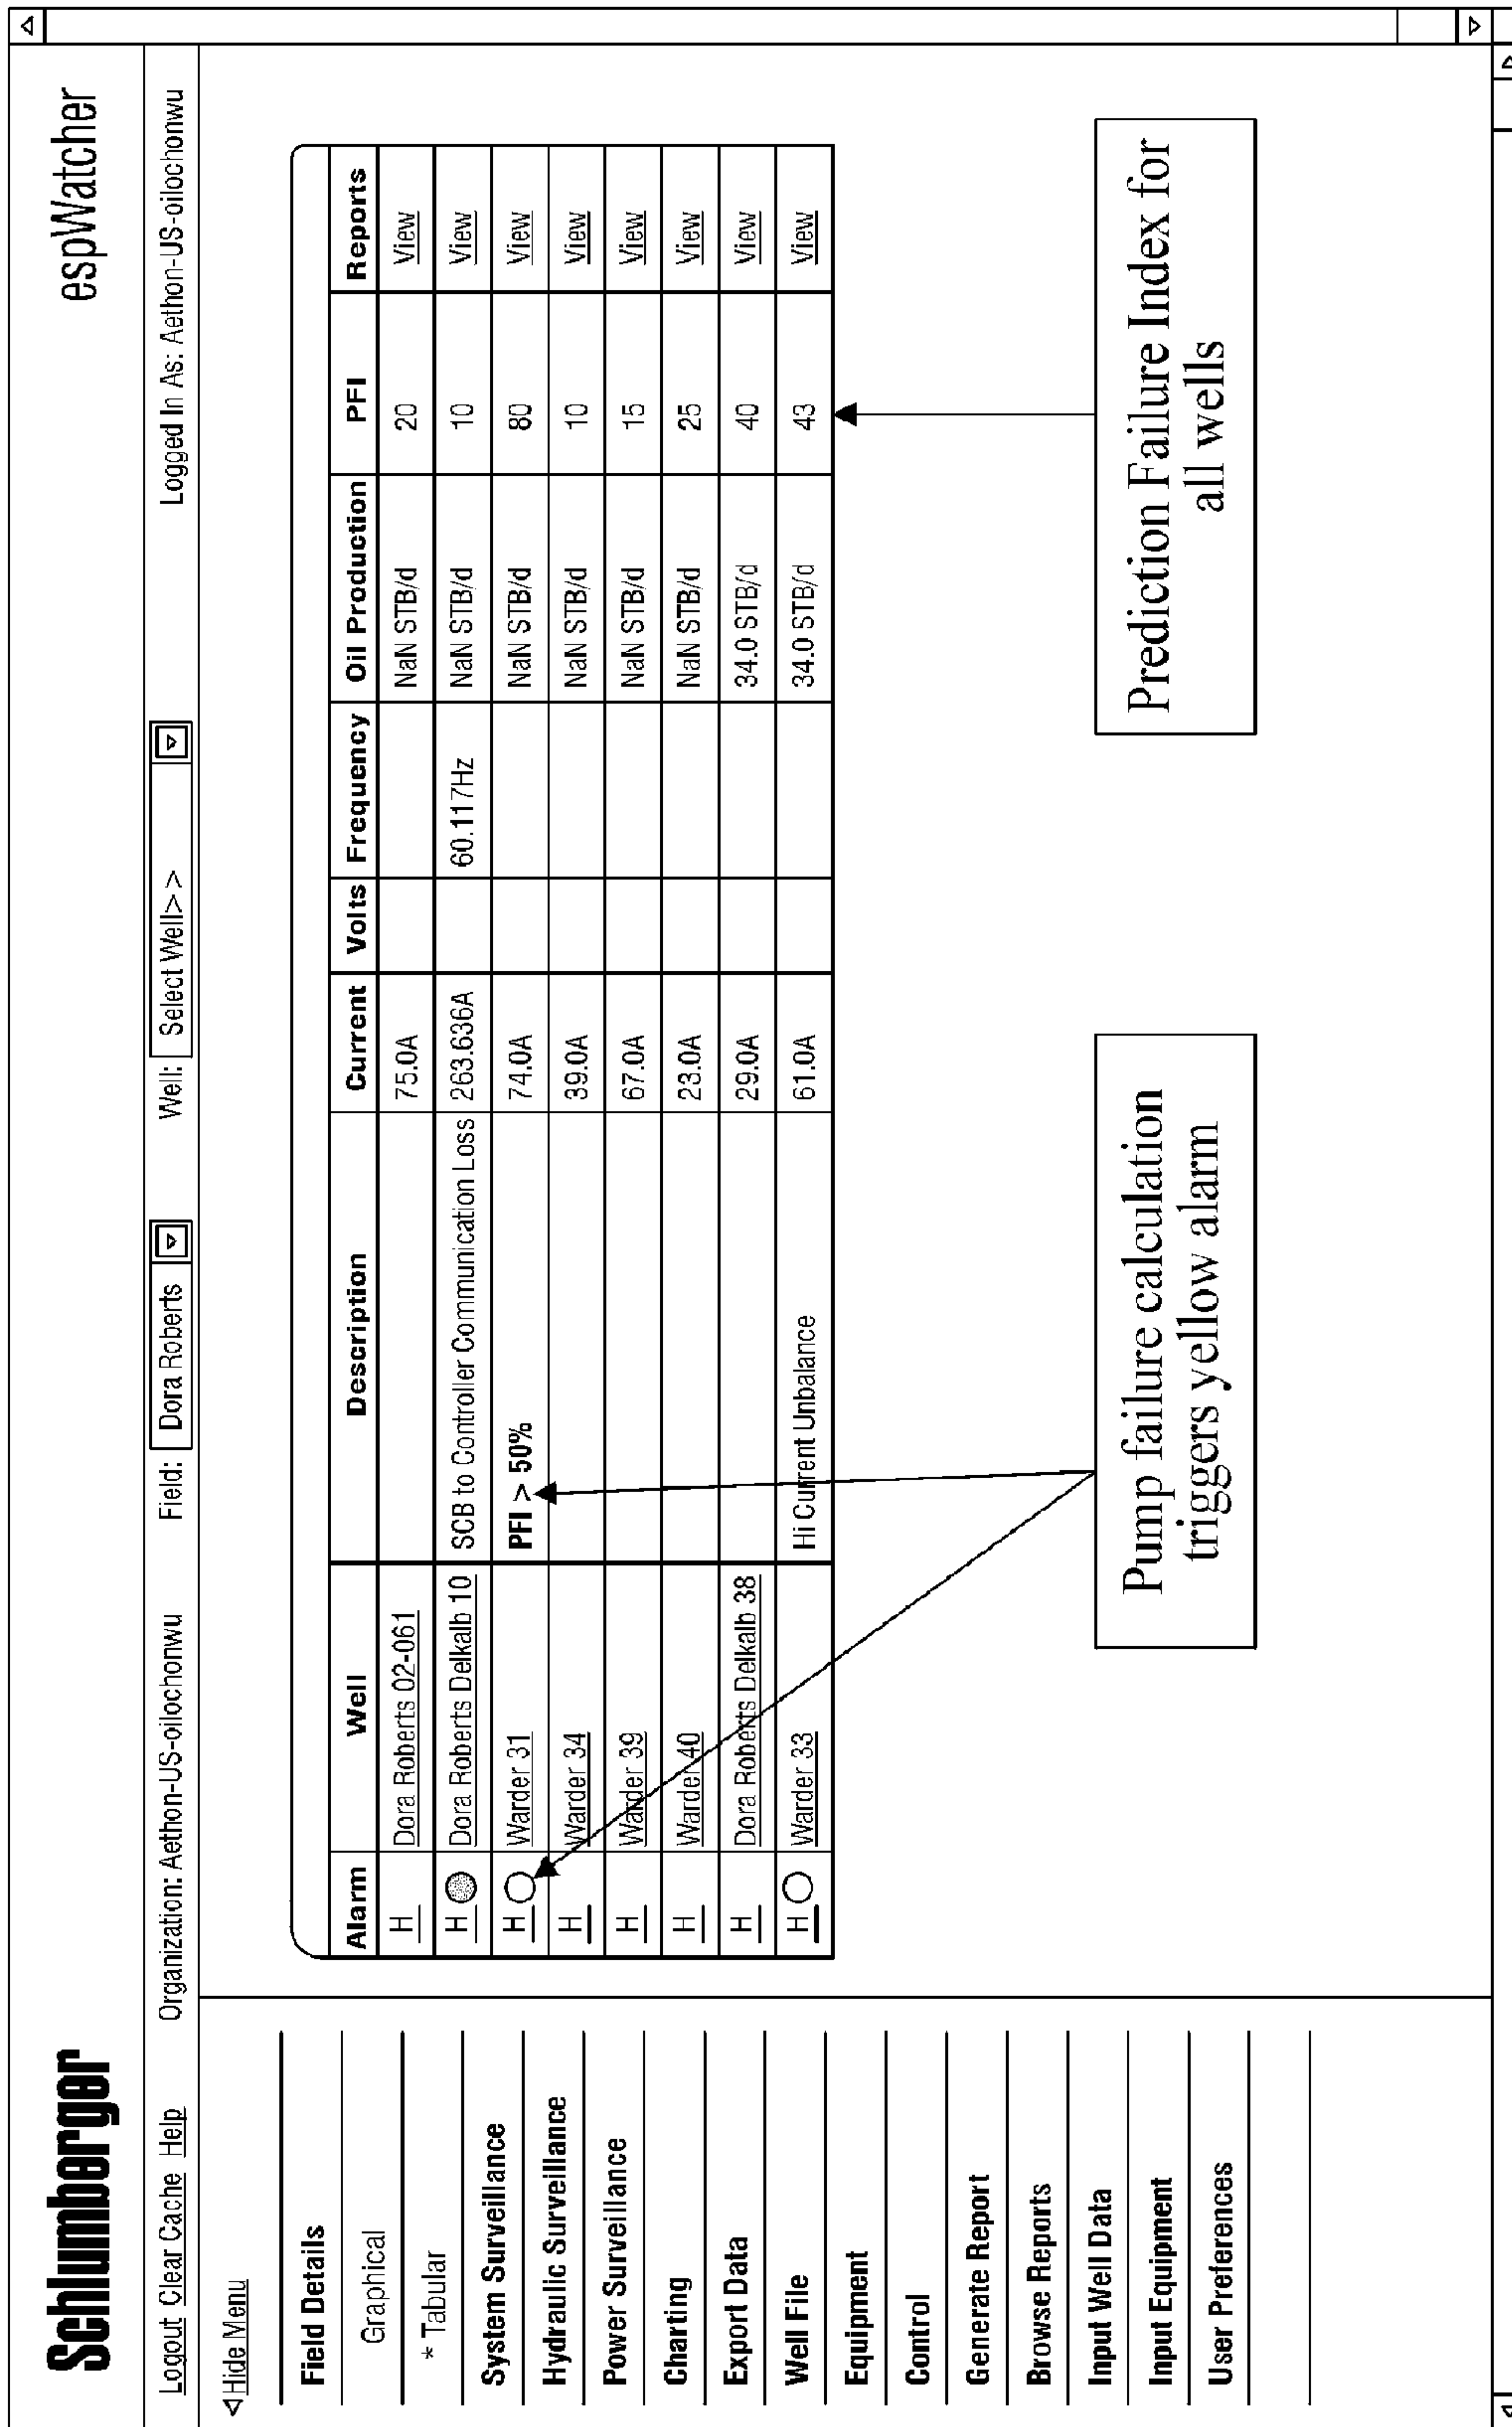 Schlumberger
espWatcher
Logout Clear Cache Help Organization: Aethon-US-oilochonwu Field: Dora Roberts Well: Select Well>> Logged In As: Aethon-US-oilochonwu
Hide Menu
Field Details
Graphical
* Tabular
System Surveillance
Hydraulic Surveillance
Power Surveillance
Charting
Export Data
Well File
Equipment
Control
Generate Report
Browse Reports
Input Well Data
Input Equipment
User Preferences
Alarm Well Description Current Volts Frequency Oil Production PFI Reports
H Dora Roberts 02-061 75.0A NaN STB/d 20 View
H Dora Roberts Delkalb 10 SCB to Controller Communication Loss 263.636A 60.117Hz NaN STB/d 10 View
H Warder 31 PFI > 50% 74.0A NaN STB/d 80 View
H Warder 34 39.0A NaN STB/d 10 View
H Warder 39 67.0A NaN STB/d 15 View
H Warder 40 23.0A NaN STB/d 25 View
H Dora Roberts Delkalb 38 29.0A 34.0 STB/d 40 View
H Warder 33 Hi Current Unbalance 61.0A 34.0 STB/d 43 View
Pump failure calculation
triggers yellow alarm
Prediction Failure Index for
all wells